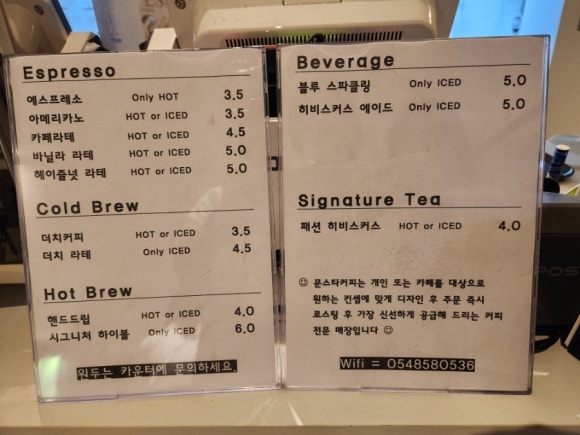 Espresso
에스프레소 Only HOT 3.5
아메리카노 HOT or ICED 3.5
카페라테 HOT or ICED 4.5
바닐라 라테 HOT or ICED 5.0
헤이즐넛 라테 HOT or ICED 5.0
Cold Brew
더치커피 HOT or ICED 3.5
더치 라테 Only ICED 4.5
Hot Brew
핸드드립 HOT or ICED 4.0
시그니처 하이볼 Only ICED 6.0
원두는 카운터에 문의하세요.
Beverage
블루 스파클링 Only ICED 5.0
히비스커스 에이드 Only ICED 5.0
Signature Tea
패션 히비스커스 HOT or ICED 4.0
☺ 문스타커피는 개인 또는 카페를 대상으로
원하는 컨셉에 맞게 디자인 후 주문 즉시
로스팅 후 가장 신선하게 공급해 드리는 커피
전문 매장입니다 ☺
Wifi = 0548580536
POS